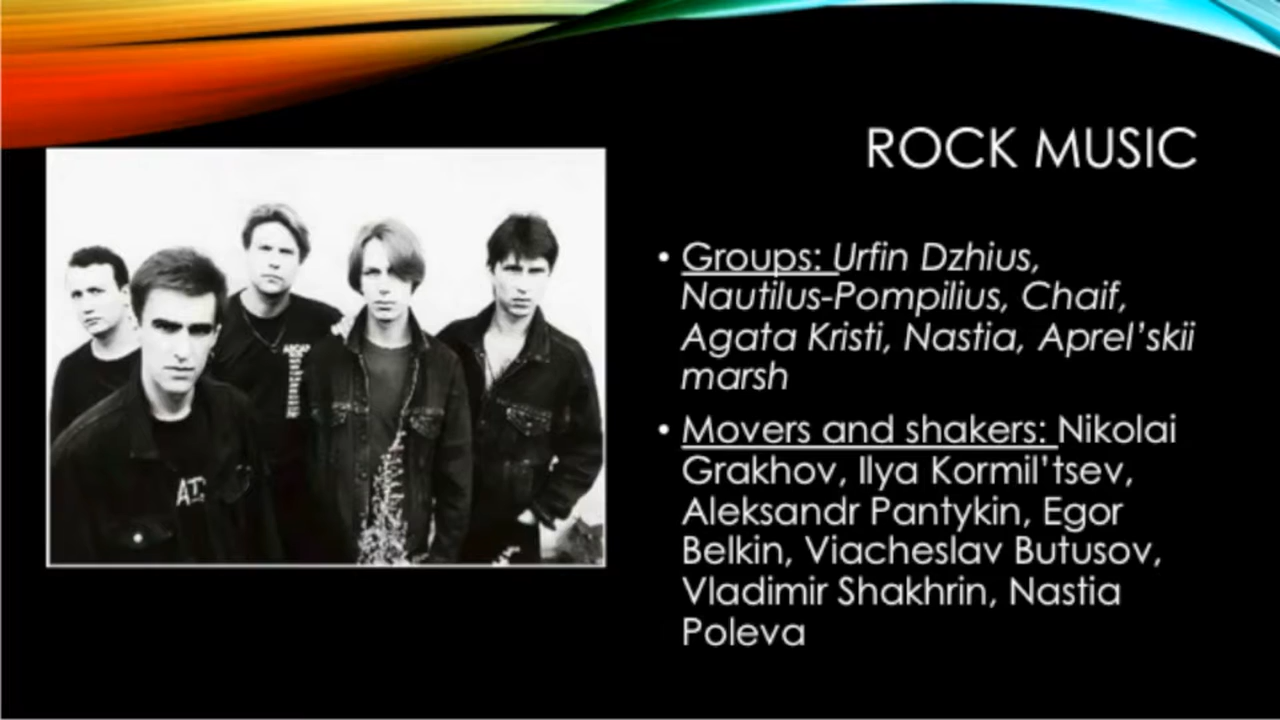 ROCK MUSIC
• Groups: Urfin Dzhius,
Nautilus-Pompilius, Chaif,
Agata Kristi, Nastia, Aprel’skii
marsh
• Movers and shakers: Nikolai
Grakhov, Ilya Kormil’tsev,
Aleksandr Pantykin, Egor
Belkin, Viacheslav Butusov,
Vladimir Shakhrin, Nastia
Poleva